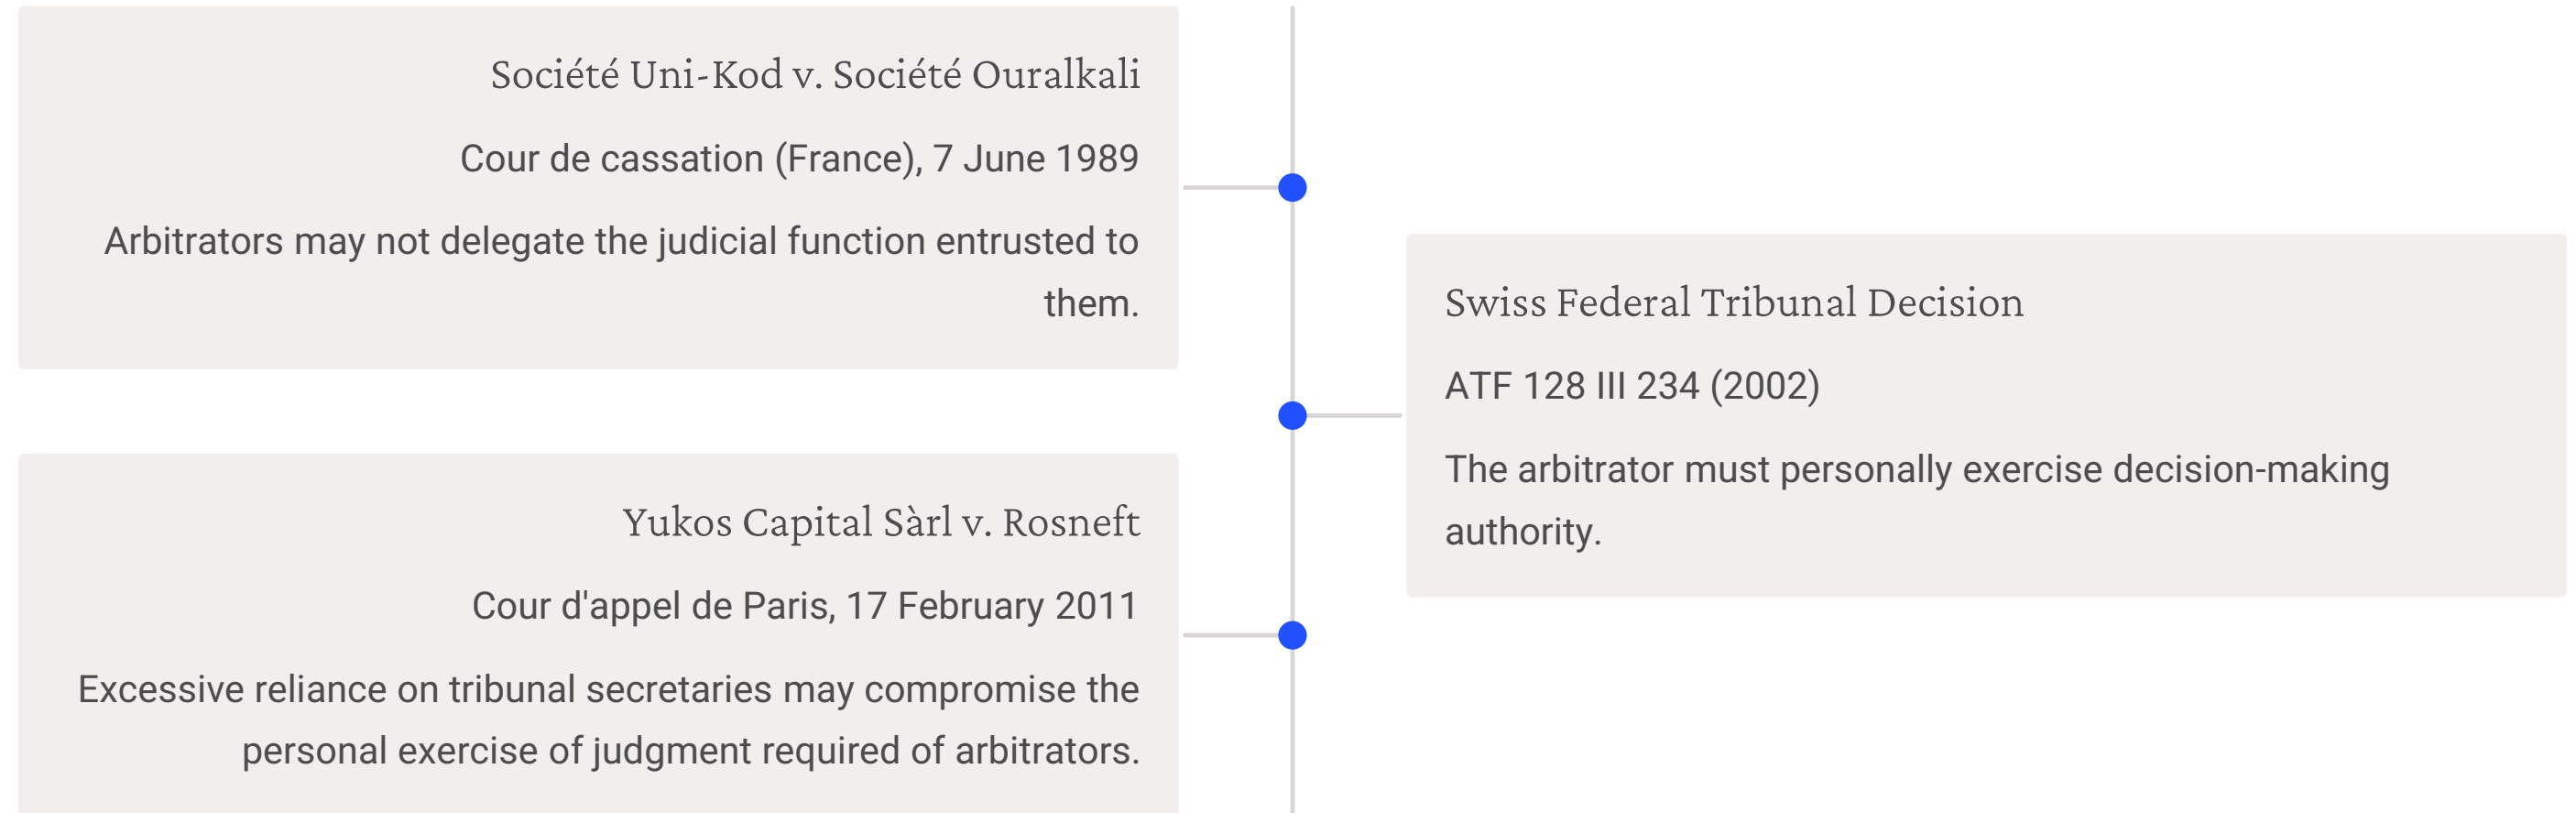 Société Uni-Kod v. Société Ouralkali
Cour de cassation (France), 7 June 1989
Arbitrators may not delegate the judicial function entrusted to
them.
Swiss Federal Tribunal Decision
ATF 128 III 234 (2002)
The arbitrator must personally exercise decision-making
authority.
Yukos Capital Sàrl v. Rosneft
Cour d'appel de Paris, 17 February 2011
Excessive reliance on tribunal secretaries may compromise the
personal exercise of judgment required of arbitrators.